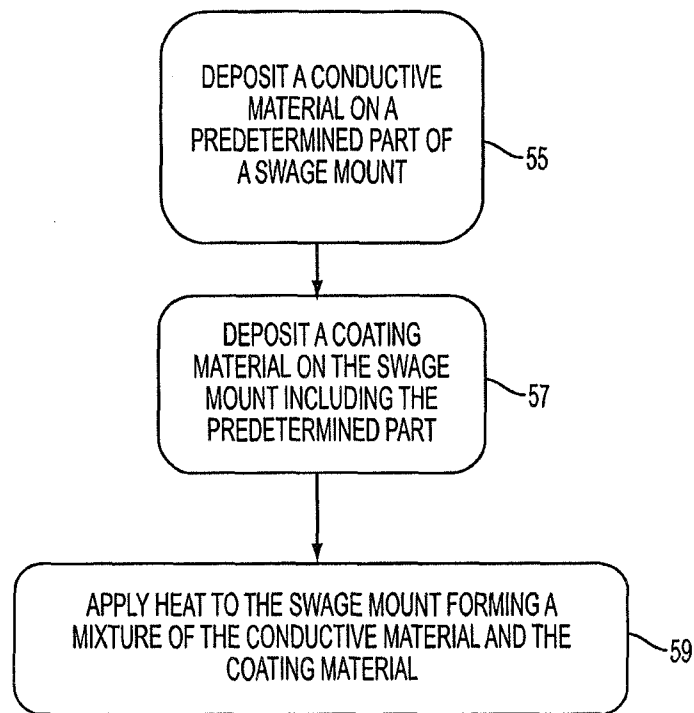 DEPOSIT A CONDUCTIVE
MATERIAL ON A
PREDETERMINED PART OF
A SWAGE MOUNT
55
DEPOSIT A COATING
MATERIAL ON THE SWAGE
MOUNT INCLUDING THE
PREDETERMINED PART
57
APPLY HEAT TO THE SWAGE MOUNT FORMING A
MIXTURE OF THE CONDUCTIVE MATERIAL AND THE
COATING MATERIAL
59